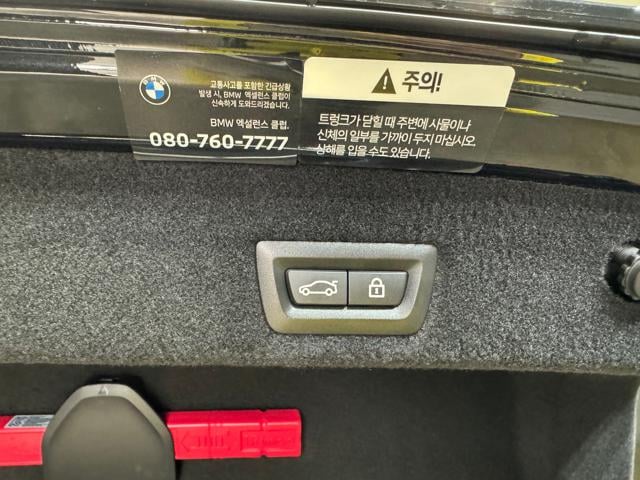 BMW
교통사고를 포함한 긴급상황
발생 시, BMW 엑설런스 클럽이
신속하게 도와드리겠습니다.
BMW 엑설런스 클럽.
080-760-7777
주의!
트렁크가 닫힐 때 주변에 사물이나
신체의 일부를 가까이 두지 마십시오.
상해를 입을 수도 있습니다.